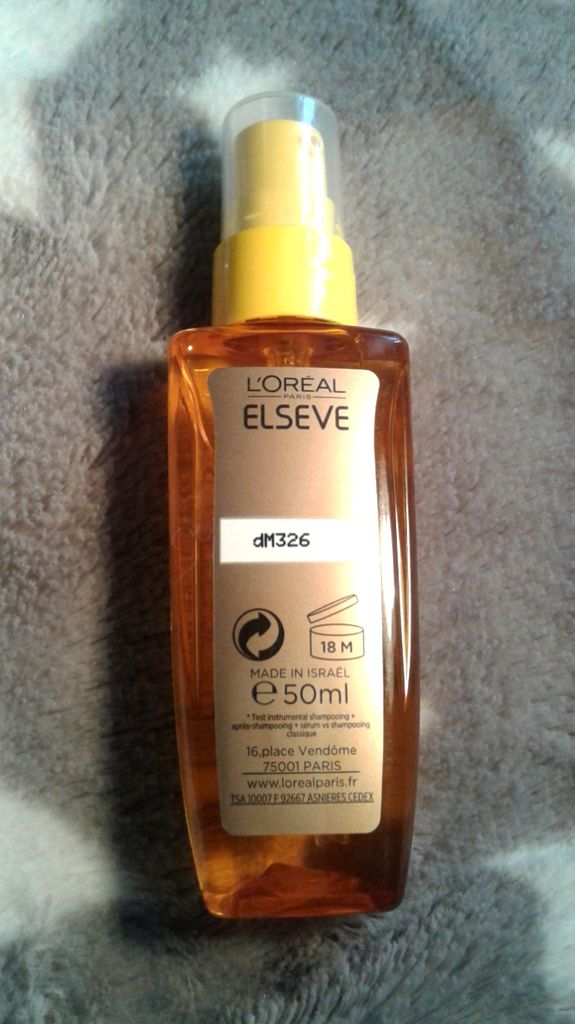 L'ORÉAL
PARIS
ELSEVE
dM326
18 M
MADE IN ISRAËL
e 50ml
* Test instrumental shampooing +
après-shampooing + sérum vs shampooing
classique
16,place Vendôme
75001 PARIS
www.lorealparis.fr
TSA 10007 F 92667 ASNIERES CEDEX